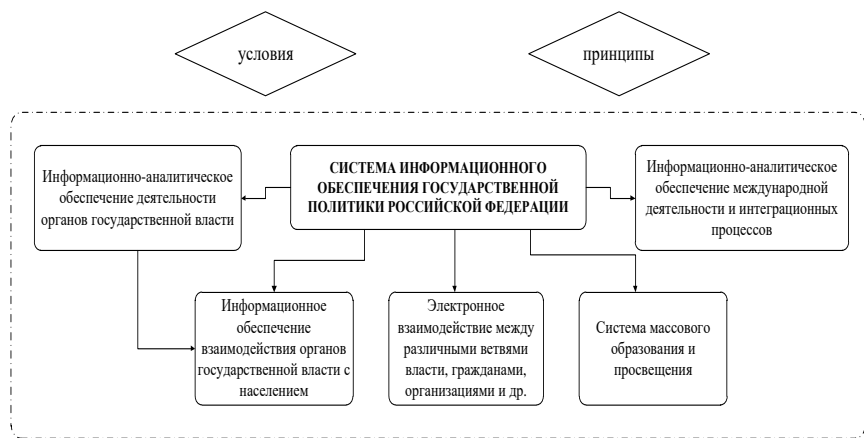 условия
принципы
Информационно-аналитическое
обеспечение деятельности
органов государственной власти
СИСТЕМА ИНФОРМАЦИОННОГО
ОБЕСПЕЧЕНИЯ ГОСУДАРСТВЕННОЙ
ПОЛИТИКИ РОССИЙСКОЙ ФЕДЕРАЦИИ
Информационно-аналитическое
обеспечение международной
деятельности и интеграционных
процессов
Информационное
обеспечение
взаимодействия органов
государственной власти с
населением
Электронное
взаимодействие между
различными ветвями
власти, гражданами,
организациями и др.
Система массового
образования и
просвещения